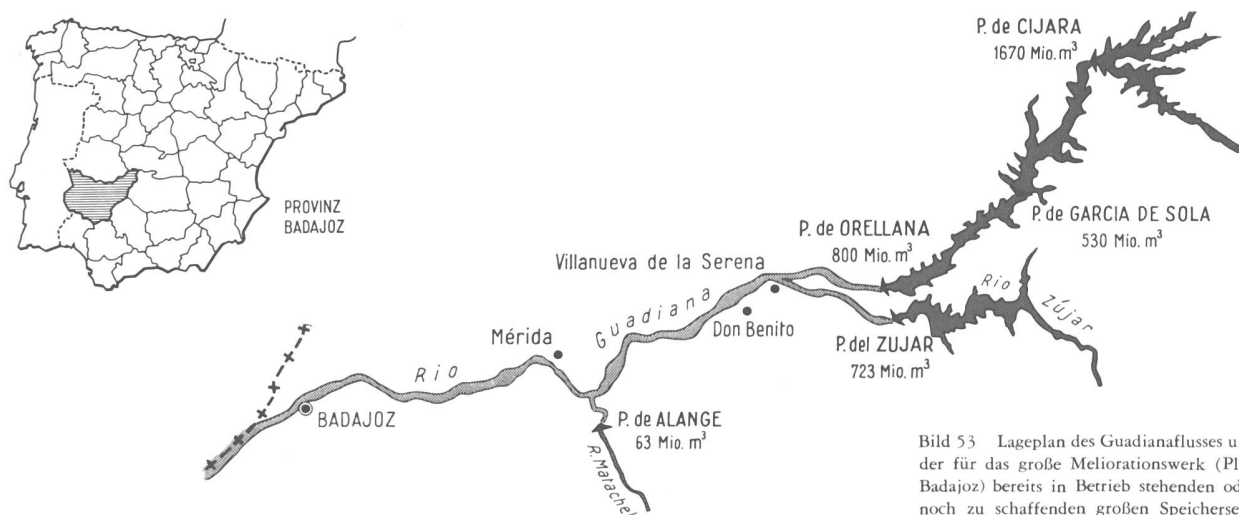 PROVINZ
BADAJOZ
P. de CIJARA
1670 Mio. m³
P. de GARCIA DE SOLA
530 Mio. m³
P. de ORELLANA
800 Mio. m³
Villanueva de la Serena
Rio Zújar
Guadiana
Don Benito
P. del ZUJAR
723 Mio. m³
Mérida
Rio
BADAJOZ
P. de ALANGE
63 Mio. m³
R. Matachel
Bild 53 Lageplan des Guadianaflusses u
der für das große Meliorationswerk (Pl
Badajoz) bereits in Betrieb stehenden od
noch zu schaffenden großen Speicherse